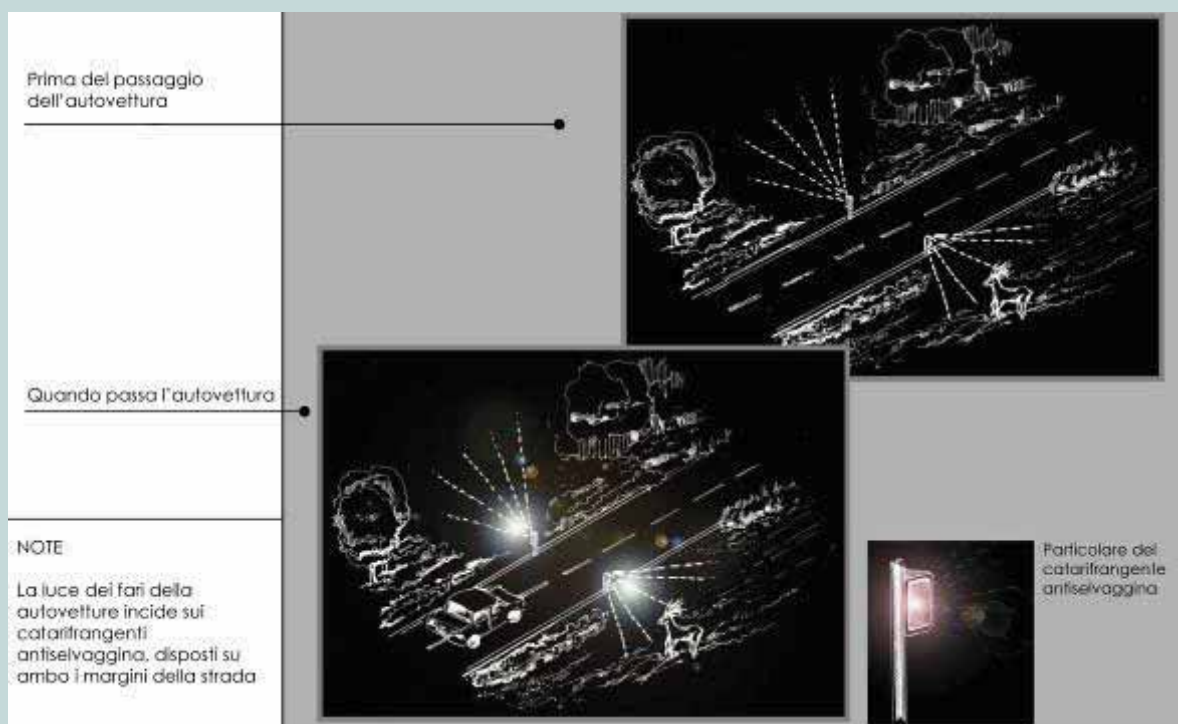 Prima del passaggio
dell'autovettura
Quando passa l'autovettura
NOTE
La luce dei fari della
autovetture incide sui
catarifrangenti
antiselvaggina, disposti su
ambo i margini della strada
Particolare del
catarifrangente
antiselvaggina